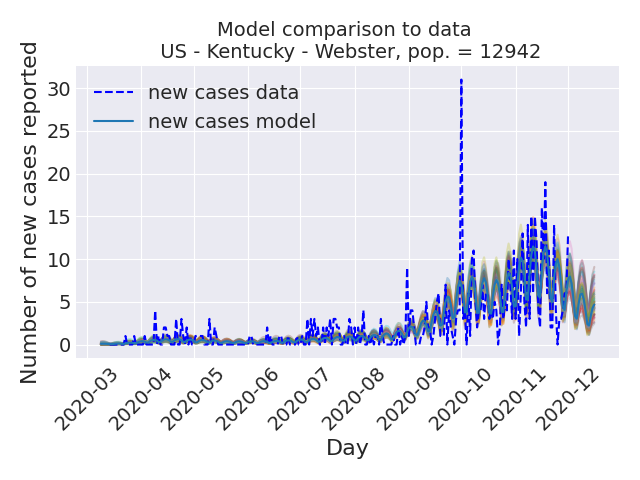 Model comparison to data
US - Kentucky - Webster, pop. = 12942
Number of new cases reported
30
25
20
15
10
5
0
new cases data
new cases model
2020-03
2020-04
2020-05
2020-06
2020-07
2020-08
2020-09
2020-10
2020-11
2020-12
Day